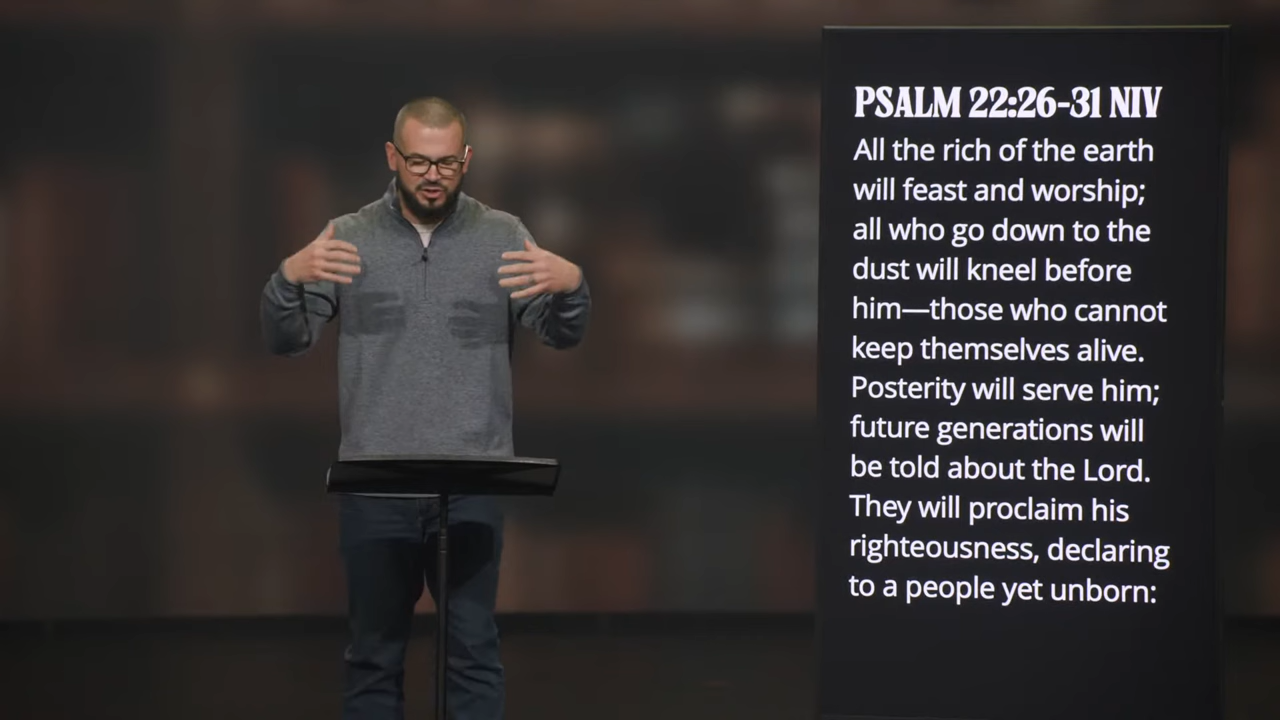 PSALM 22:26-31 NIV
All the rich of the earth
will feast and worship;
all who go down to the
dust will kneel before
him—those who cannot
keep themselves alive.
Posterity will serve him;
future generations will
be told about the Lord.
They will proclaim his
righteousness, declaring
to a people yet unborn: